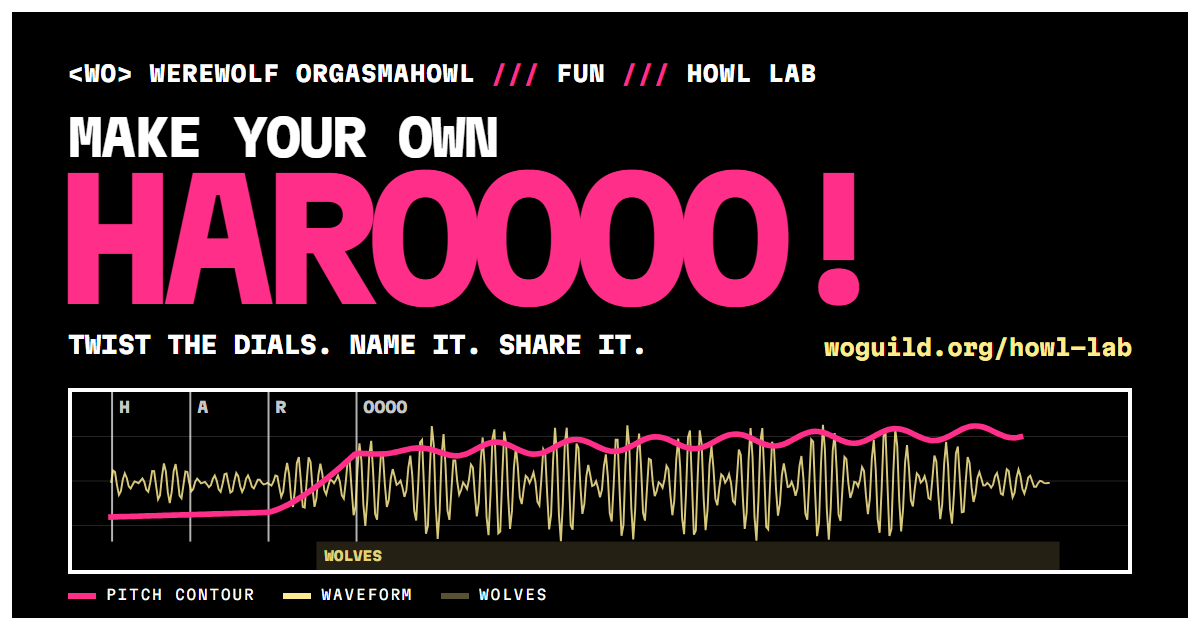 <WO> WEREWOLF ORGASMAHOWL /// FUN /// HOWL LAB
MAKE YOUR OWN
HAROOOO!
TWIST THE DIALS. NAME IT. SHARE IT.
woguild.org/howl-lab
H A R OOOO
WOLVES
PITCH CONTOUR WAVEFORM WOLVES